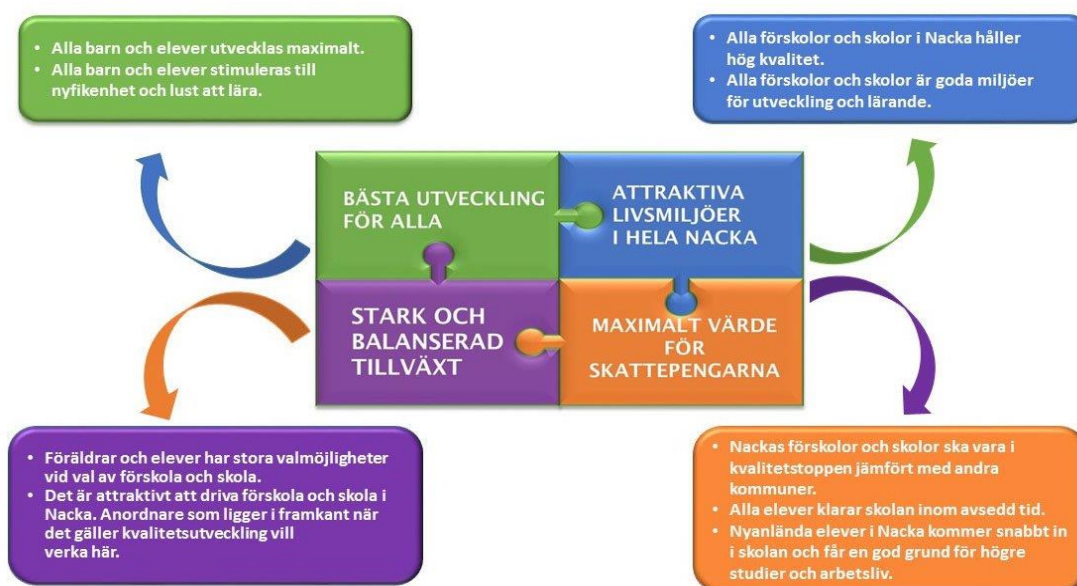 • Alla barn och elever utvecklas maximalt.
• Alla barn och elever stimuleras till
nyfikenhet och lust att lära.
• Alla förskolor och skolor i Nacka håller
hög kvalitet.
• Alla förskolor och skolor är goda miljöer
för utveckling och lärande.
BÄSTA UTVECKLING
FÖR ALLA
ATTRAKTIVA
LIVSMILJÖER
I HELA NACKA
STARK OCH
BALANSERAD
TILLVÄXT
MAXIMALT VÄRDE
FÖR
SKATTEPENGARNA
• Föräldrar och elever har stora valmöjligheter
vid val av förskola och skola.
• Det är attraktivt att driva förskola och skola i
Nacka. Anordnare som ligger i framkant när
det gäller kvalitetsutveckling vill
verka här.
• Nackas förskolor och skolor ska vara i
kvalitetstoppen jämfört med andra
kommuner.
• Alla elever klarar skolan inom avsedd tid.
• Nyanlända elever i Nacka kommer snabbt in
i skolan och får en god grund för högre
studier och arbetsliv.